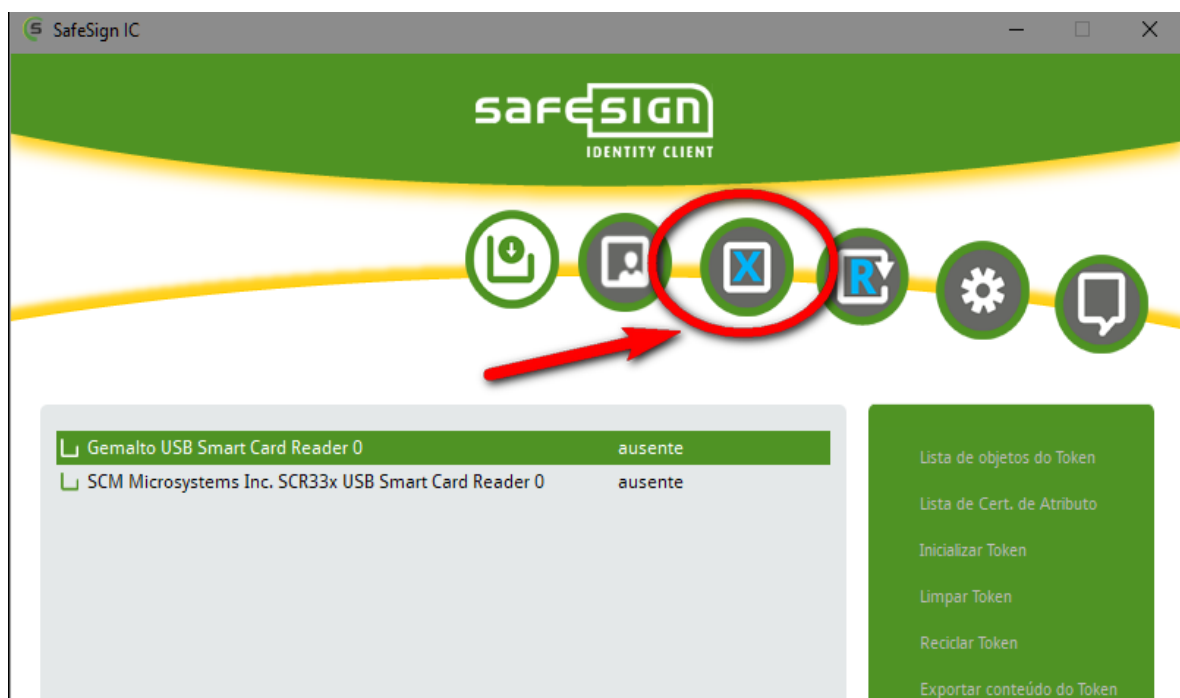 SafeSign IC
safesign
IDENTITY CLIENT
X
R
Gemalto USB Smart Card Reader 0 ausente
SCM Microsystems Inc. SCR33x USB Smart Card Reader 0 ausente
Lista de objetos do Token
Lista de Cert. de Atributo
Inicializar Token
Limpar Token
Reciclar Token
Exportar conteúdo do Token